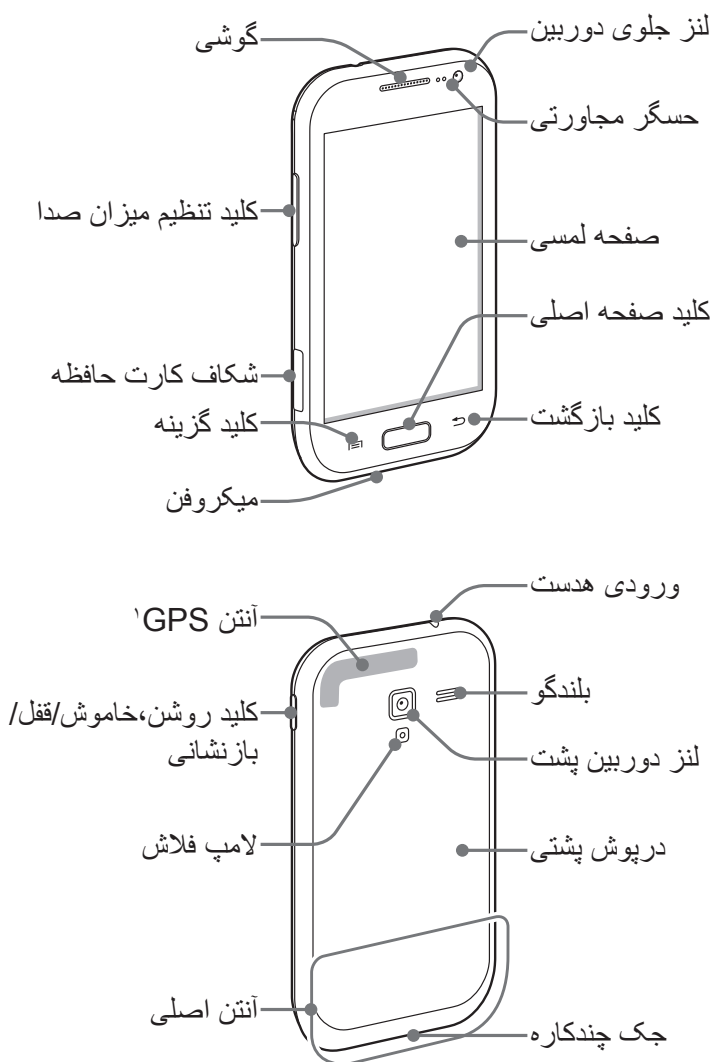 لنز جلوی دوربین
گوشی
حسگر مجاورتی
کلید تنظیم میزان صدا
صفحه لمسی
کلید صفحه اصلی
شکاف کارت حافظه
کلید بازگشت
کلید گزینه
میکروفن
ورودی هدست
آنتن GPS۱
بلندگو
کلید روشن،خاموش/قفل/
بازنشانی
لنز دوربین پشت
لامپ فلاش
درپوش پشتی
آنتن اصلی
جک چندکاره